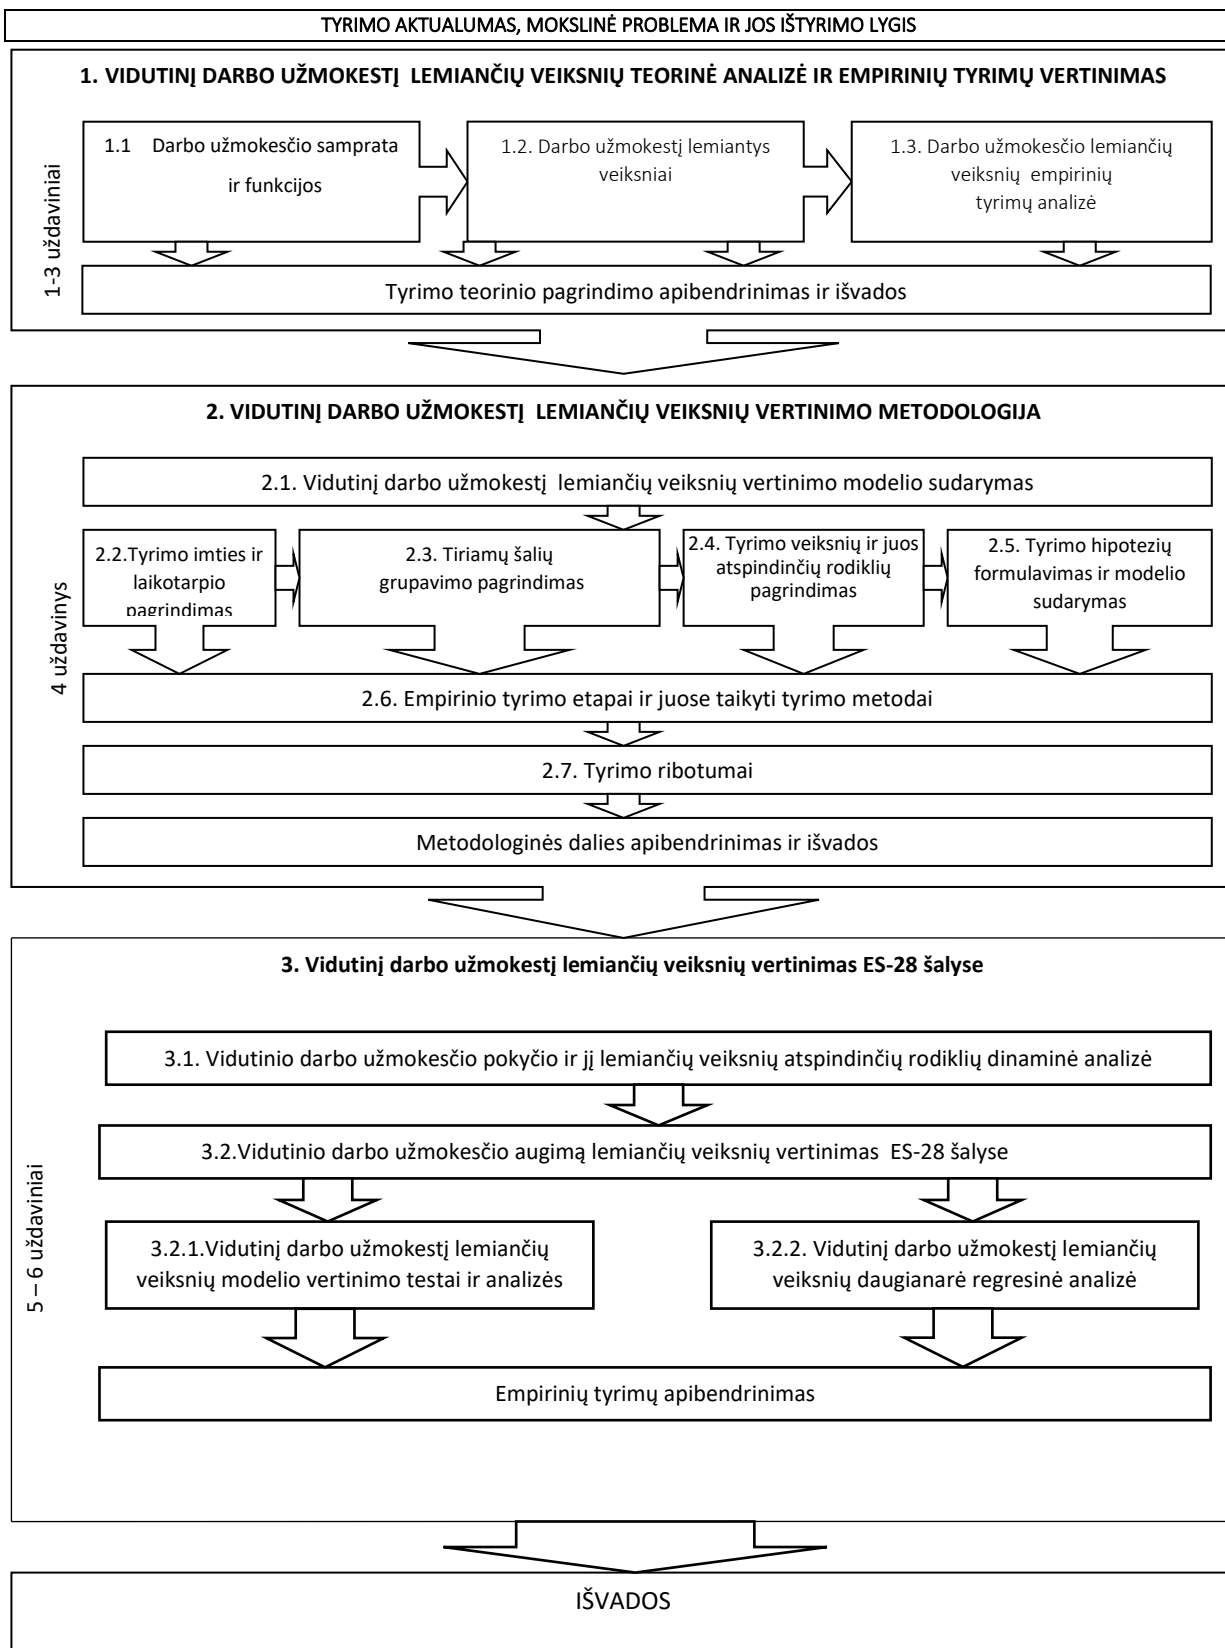 TYRIMO AKTUALUMAS, MOKSLINĖ PROBLEMA IR JOS IŠTYRIMO LYGIS
1. VIDUTINĮ DARBO UŽMOKESTĮ LEMIANČIŲ VEIKSNIŲ TEORINĖ ANALIZĖ IR EMPIRINIŲ TYRIMŲ VERTINIMAS
1-3 uždaviniai
1.1 Darbo užmokesčio samprata
ir funkcijos
1.2. Darbo užmokestį lemiantys
veiksniai
1.3. Darbo užmokesčio lemiančių
veiksnių empirinių
tyrimų analizė
Tyrimo teorinio pagrindimo apibendrinimas ir išvados
2. VIDUTINĮ DARBO UŽMOKESTĮ LEMIANČIŲ VEIKSNIŲ VERTINIMO METODOLOGIJA
4 uždavinys
2.1. Vidutinį darbo užmokestį lemiančių veiksnių vertinimo modelio sudarymas
2.2.Tyrimo imties ir
laikotarpio
pagrindimas
2.3. Tiriamų šalių
grupavimo pagrindimas
2.4. Tyrimo veiksnių ir juos
atspindinčių rodiklių
pagrindimas
2.5. Tyrimo hipotezių
formulavimas ir modelio
sudarymas
2.6. Empirinio tyrimo etapai ir juose taikyti tyrimo metodai
2.7. Tyrimo ribotumai
Metodologinės dalies apibendrinimas ir išvados
3. Vidutinį darbo užmokestį lemiančių veiksnių vertinimas ES-28 šalyse
5 – 6 uždaviniai
3.1. Vidutinio darbo užmokesčio pokyčio ir jį lemiančių veiksnių atspindinčių rodiklių dinaminė analizė
3.2.Vidutinio darbo užmokesčio augimą lemiančių veiksnių vertinimas ES-28 šalyse
3.2.1.Vidutinį darbo užmokestį lemiančių
veiksnių modelio vertinimo testai ir analizės
3.2.2. Vidutinį darbo užmokestį lemiančių
veiksnių daugianarė regresinė analizė
Empirinių tyrimų apibendrinimas
IŠVADOS